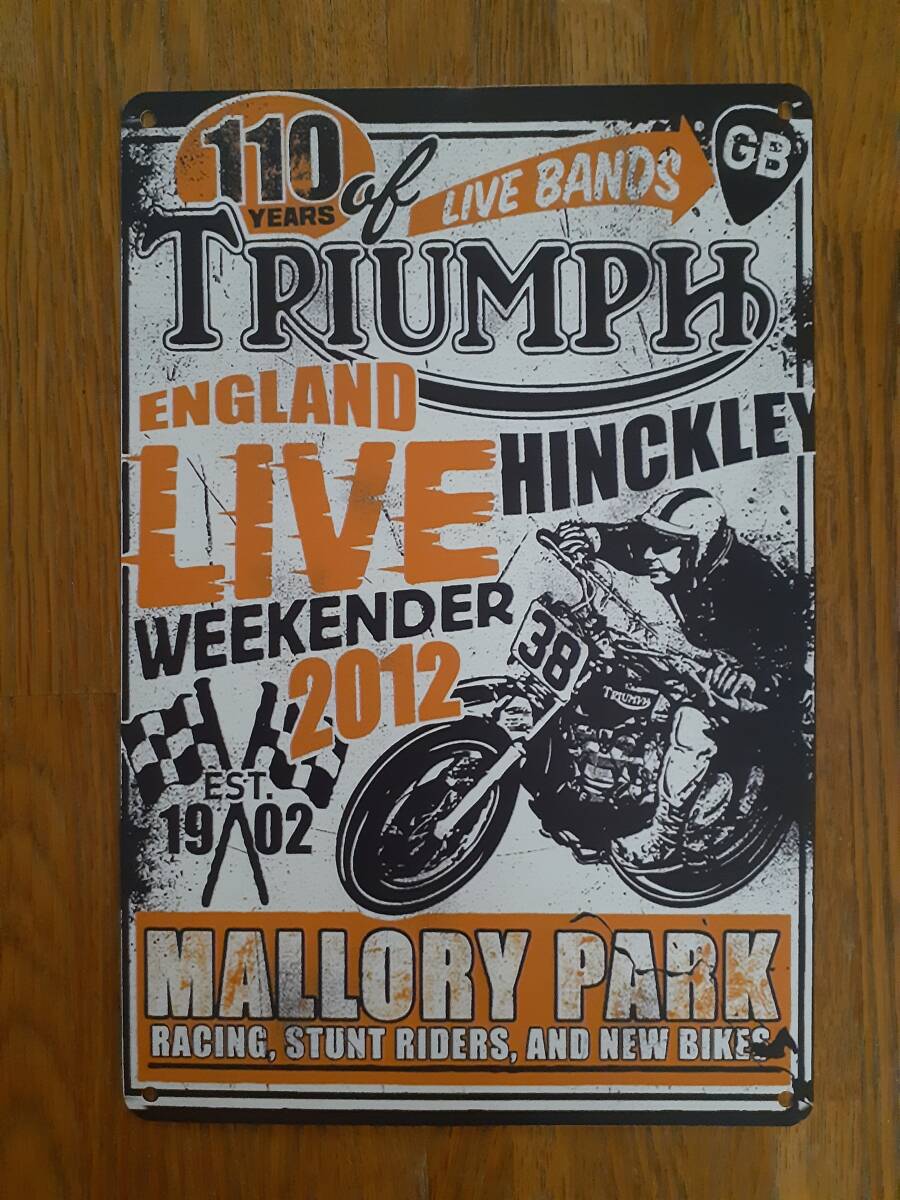 110
YEARS
of
LIVE BANDS
GB
TRIUMPH
ENGLAND
HINCKLEY
LIVE
WEEKENDER
2012
38
TRIUMPH
EST.
19 02
MALLORY PARK
RACING, STUNT RIDERS, AND NEW BIKES